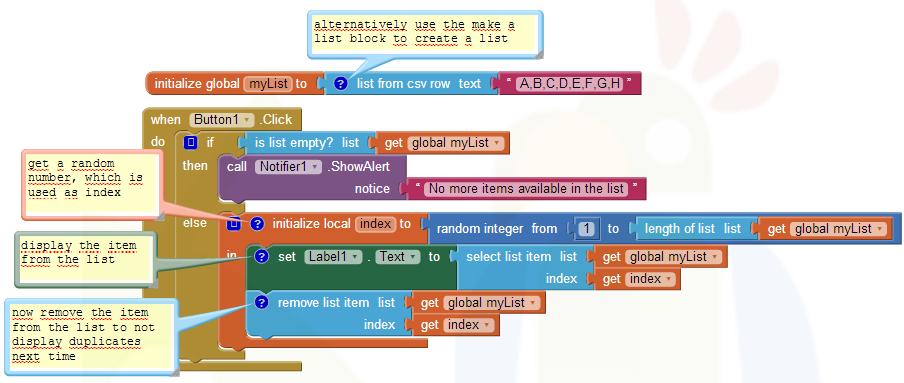 alternatively use the make a
list block to create a list
initialize global myList to ? list from csv row text " A,B,C,D,E,F,G,H "
when Button1 .Click
do if is list empty? list get global myList
then call Notifier1 .ShowAlert
notice " No more items available in the list "
get a random
number, which is
used as index
else ? initialize local index to random integer from 1 to length of list list get global myList
display the item
from the list
in ? set Label1 . Text to select list item list get global myList
index get index
now remove the item
from the list to not
display duplicates
next time
? remove list item list get global myList
index get index